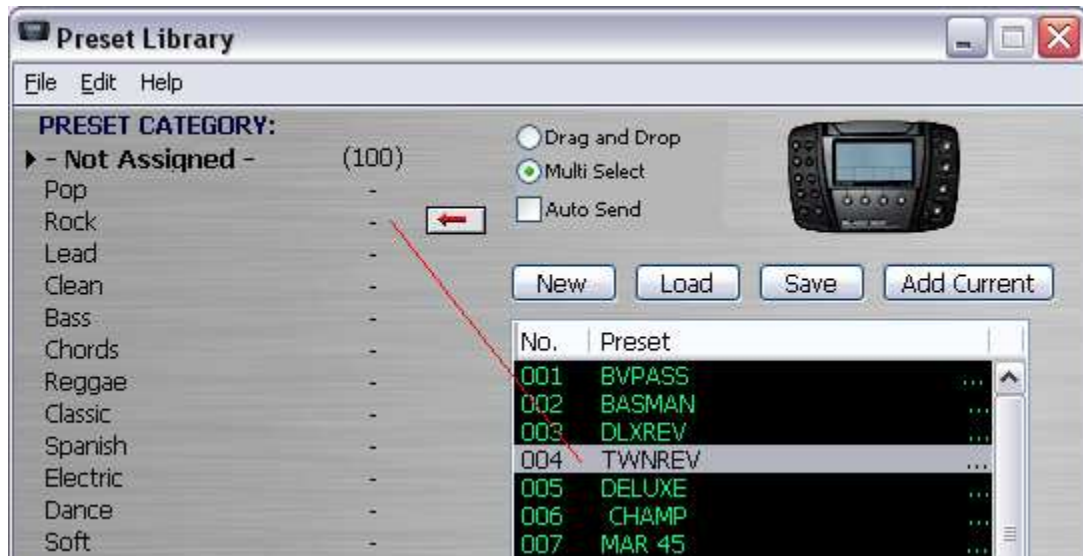 Preset Library
File Edit Help
PRESET CATEGORY:
- Not Assigned - (100)
Pop -
Rock -
Lead -
Clean -
Bass -
Chords -
Reggae -
Classic -
Spanish -
Electric -
Dance -
Soft -
Drag and Drop
Multi Select
Auto Send
New Load Save Add Current
No. Preset
001 BVPASS ...
002 BASMAN ...
003 DLXREV ...
004 TWNREV ...
005 DELUXE ...
006 CHAMP ...
007 MAR 45 ...